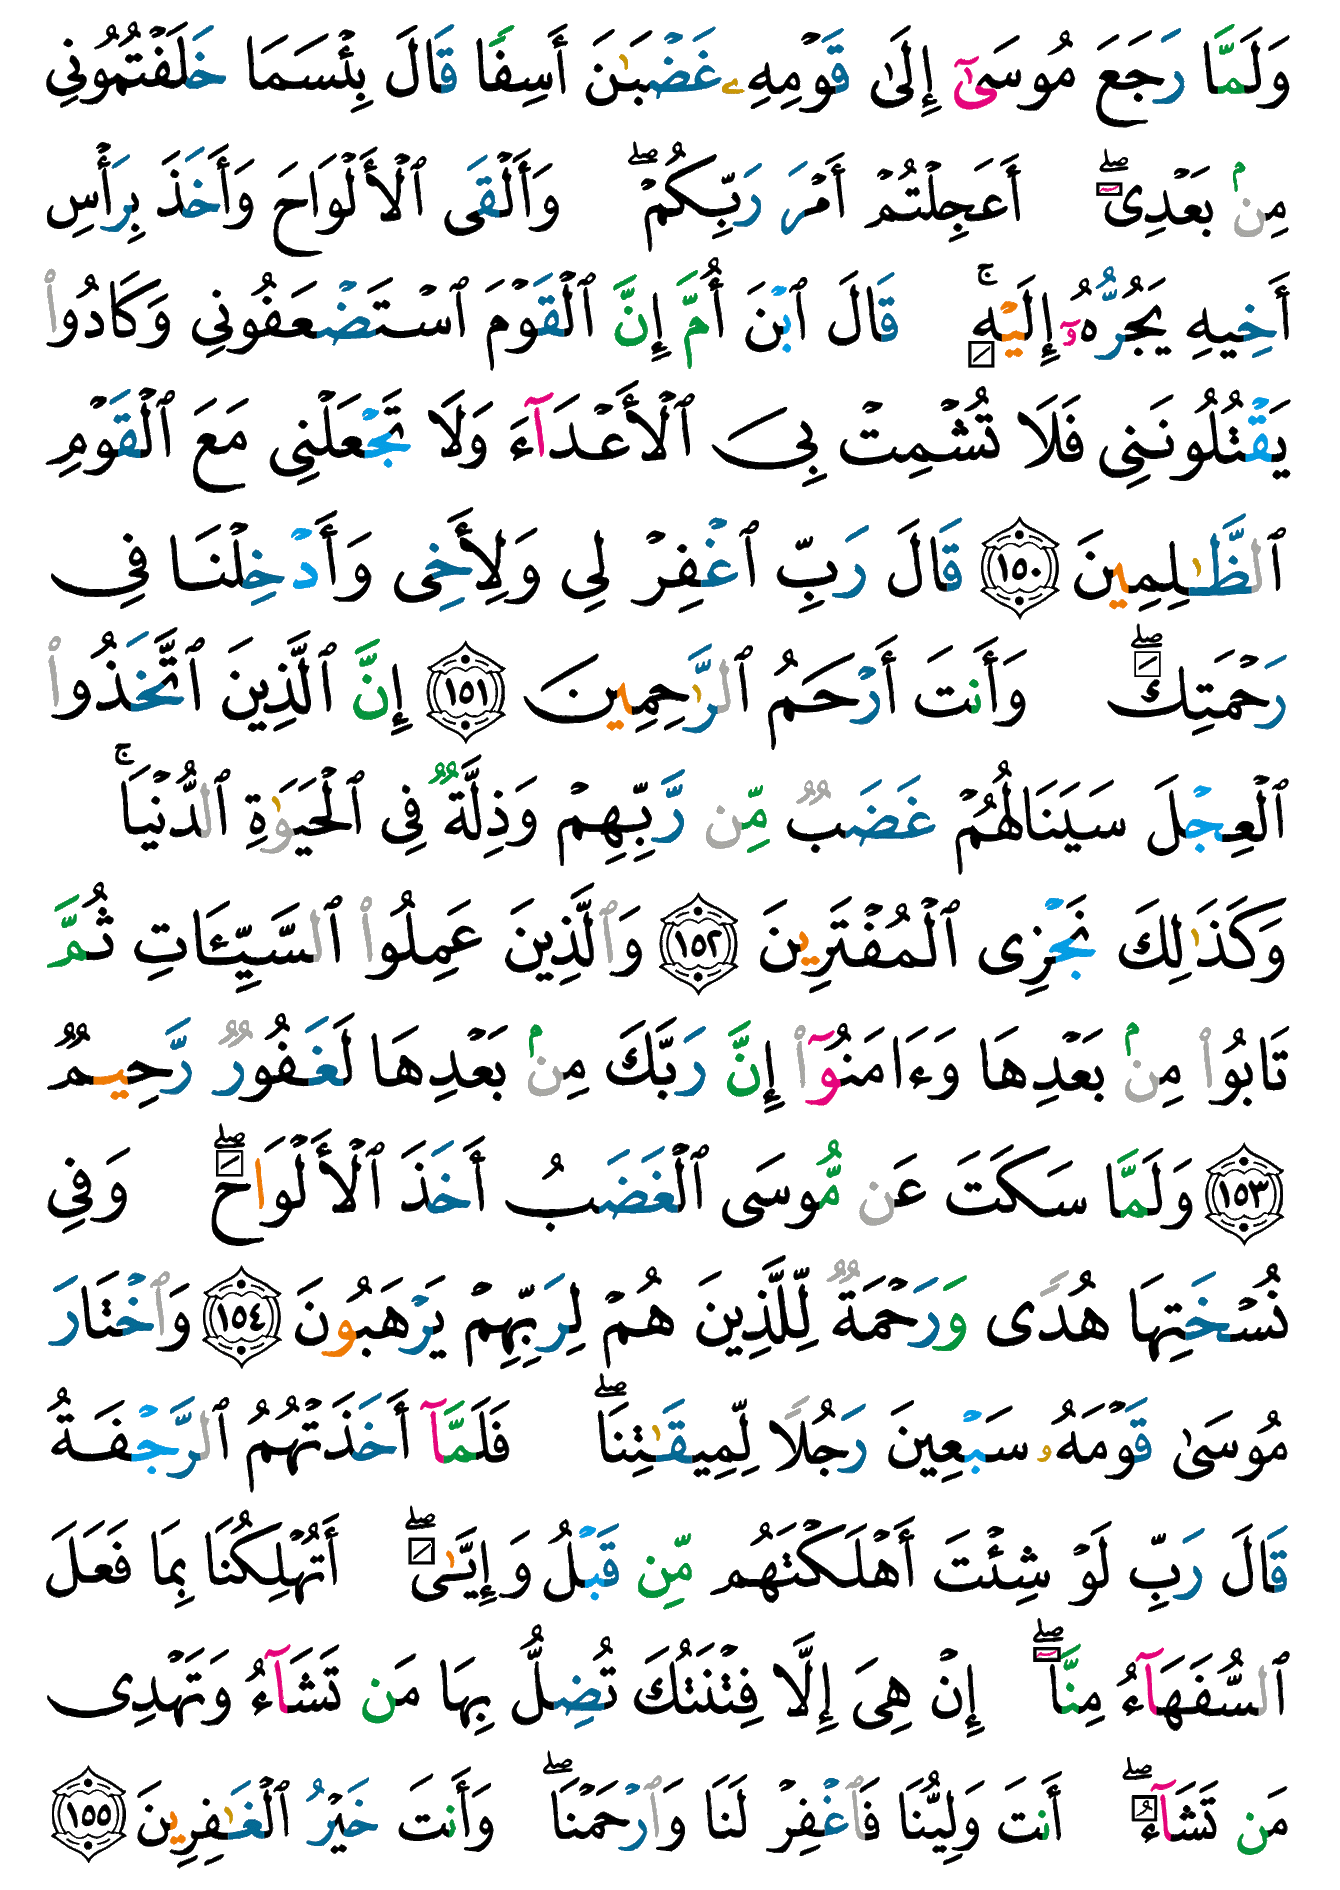 وَلَمَّا رَجَعَ مُوسَىٰٓ إِلَىٰ قَوْمِهِۦ غَضْبَٰنَ أَسِفًا قَالَ بِئْسَمَا خَلَفْتُمُونِي
مِنۢ بَعْدِىٓ ۖ أَعَجِلْتُمْ أَمْرَ رَبِّكُمْ ۖ وَأَلْقَى ٱلْأَلْوَاحَ وَأَخَذَ بِرَأْسِ
أَخِيهِ يَجُرُّهُۥٓ إِلَيْهِ ۚ قَالَ ٱبْنَ أُمَّ إِنَّ ٱلْقَوْمَ ٱسْتَضْعَفُونِي وَكَادُوا۟
يَقْتُلُونَنِى فَلَا تُشْمِتْ بِىَ ٱلْأَعْدَآءَ وَلَا تَجْعَلْنِى مَعَ ٱلْقَوْمِ
ٱلظَّٰلِمِينَ ١٥٠ قَالَ رَبِّ ٱغْفِرْ لِي وَلِأَخِى وَأَدْخِلْنَا فِى
رَحْمَتِكَ ۖ وَأَنتَ أَرْحَمُ ٱلرَّٰحِمِينَ ١٥١ إِنَّ ٱلَّذِينَ ٱتَّخَذُوا۟
ٱلْعِجْلَ سَيَنَالُهُمْ غَضَبٌ مِّن رَّبِّهِمْ وَذِلَّةٌ فِى ٱلْحَيَوٰةِ ٱلدُّنْيَا ۚ
وَكَذَٰلِكَ نَجْزِى ٱلْمُفْتَرِينَ ١٥٢ وَٱلَّذِينَ عَمِلُوا۟ ٱلسَّيِّـَٔاتِ ثُمَّ
تَابُوا۟ مِنۢ بَعْدِهَا وَءَامَنُوٓا۟ إِنَّ رَبَّكَ مِنۢ بَعْدِهَا لَغَفُورٌ رَّحِيمٌ
١٥٣ وَلَمَّا سَكَتَ عَن مُّوسَى ٱلْغَضَبُ أَخَذَ ٱلْأَلْوَاحَ ۖ وَفِي
نُسْخَتِهَا هُدًى وَرَحْمَةٌ لِّلَّذِينَ هُمْ لِرَبِّهِمْ يَرْهَبُونَ ١٥٤ وَٱخْتَارَ
مُوسَىٰ قَوْمَهُۥ سَبْعِينَ رَجُلًا لِّمِيقَٰتِنَا ۖ فَلَمَّآ أَخَذَتْهُمُ ٱلرَّجْفَةُ
قَالَ رَبِّ لَوْ شِئْتَ أَهْلَكْتَهُم مِّن قَبْلُ وَإِيَّٰىَ ۖ أَتُهْلِكُنَا بِمَا فَعَلَ
ٱلسُّفَهَآءُ مِنَّا ۖ إِنْ هِىَ إِلَّا فِتْنَتُكَ تُضِلُّ بِهَا مَن تَشَآءُ وَتَهْدِى
مَن تَشَآءُ ۖ أَنتَ وَلِيُّنَا فَٱغْفِرْ لَنَا وَٱرْحَمْنَا ۖ وَأَنتَ خَيْرُ ٱلْغَٰفِرِينَ ١٥٥